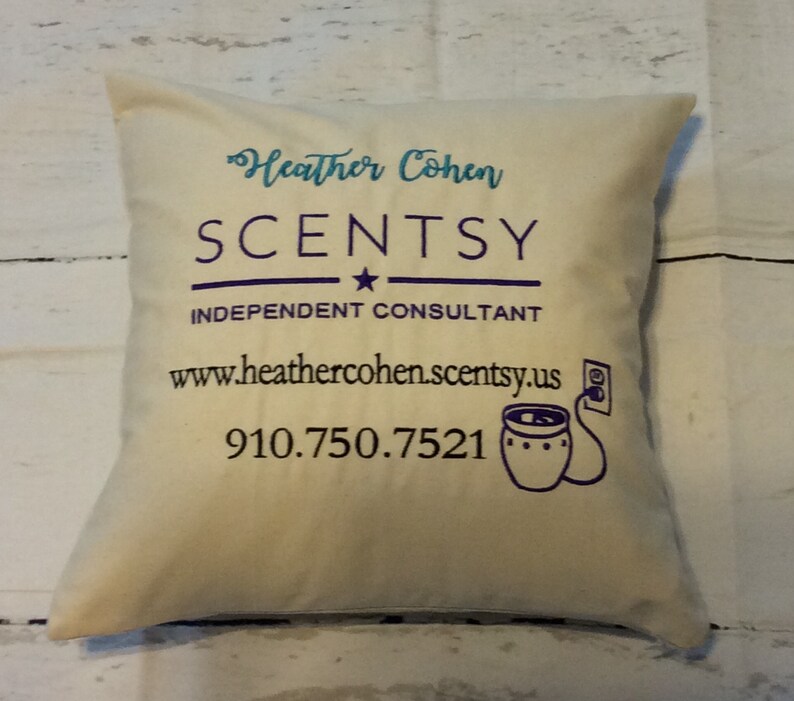 Heather Cohen
SCENTSY
INDEPENDENT CONSULTANT
www.heathercohen.scentsy.us
910.750.7521